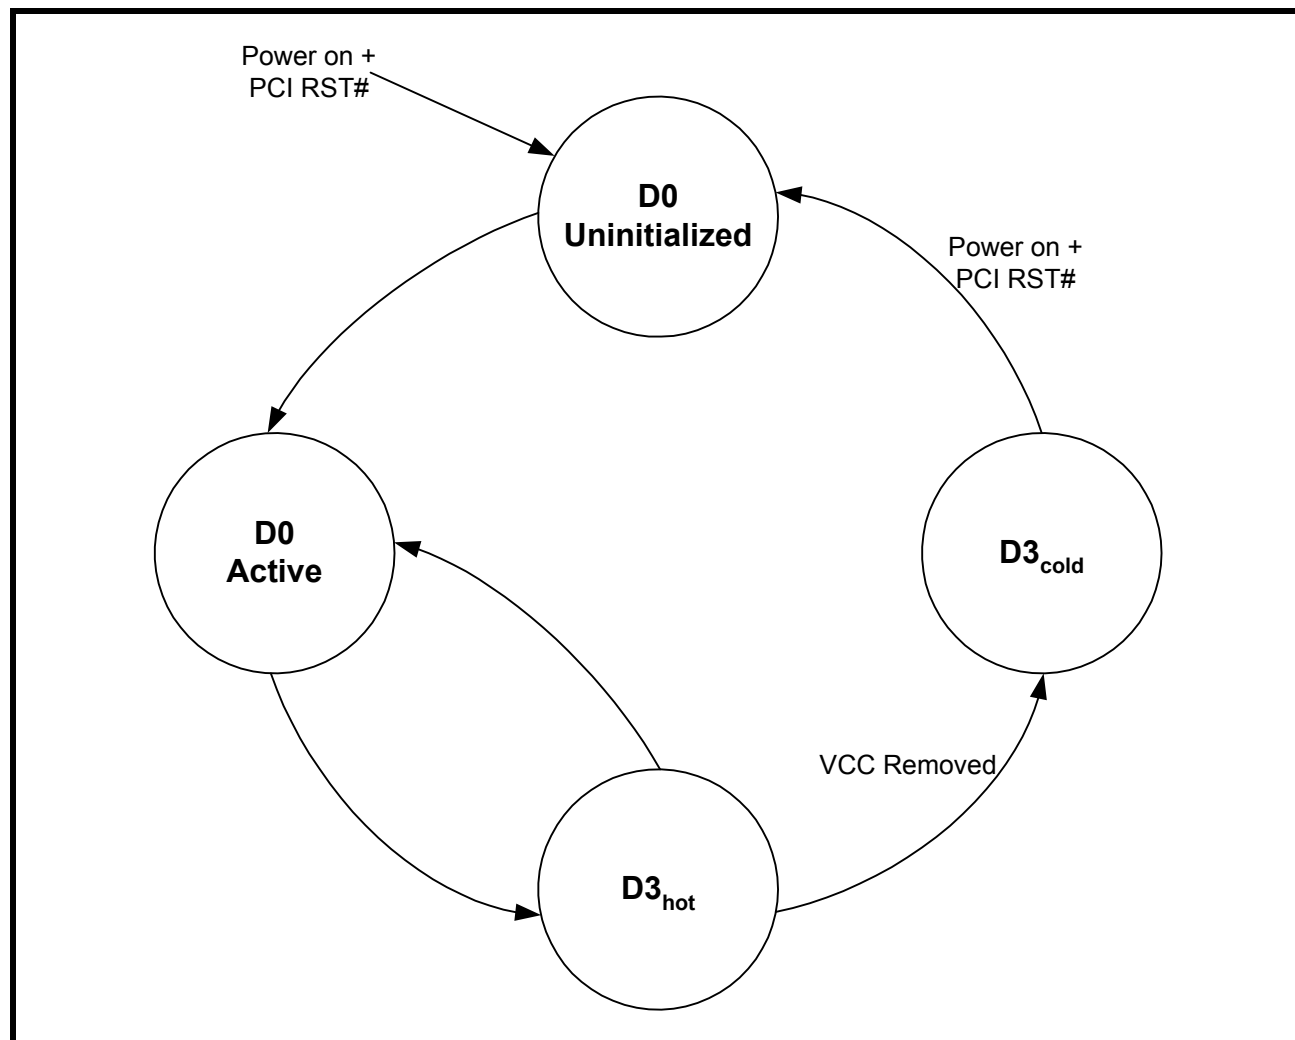 Power on +
PCI RST#
D0
Uninitialized
Power on +
PCI RST#
D0
Active
D3cold
VCC Removed
D3hot